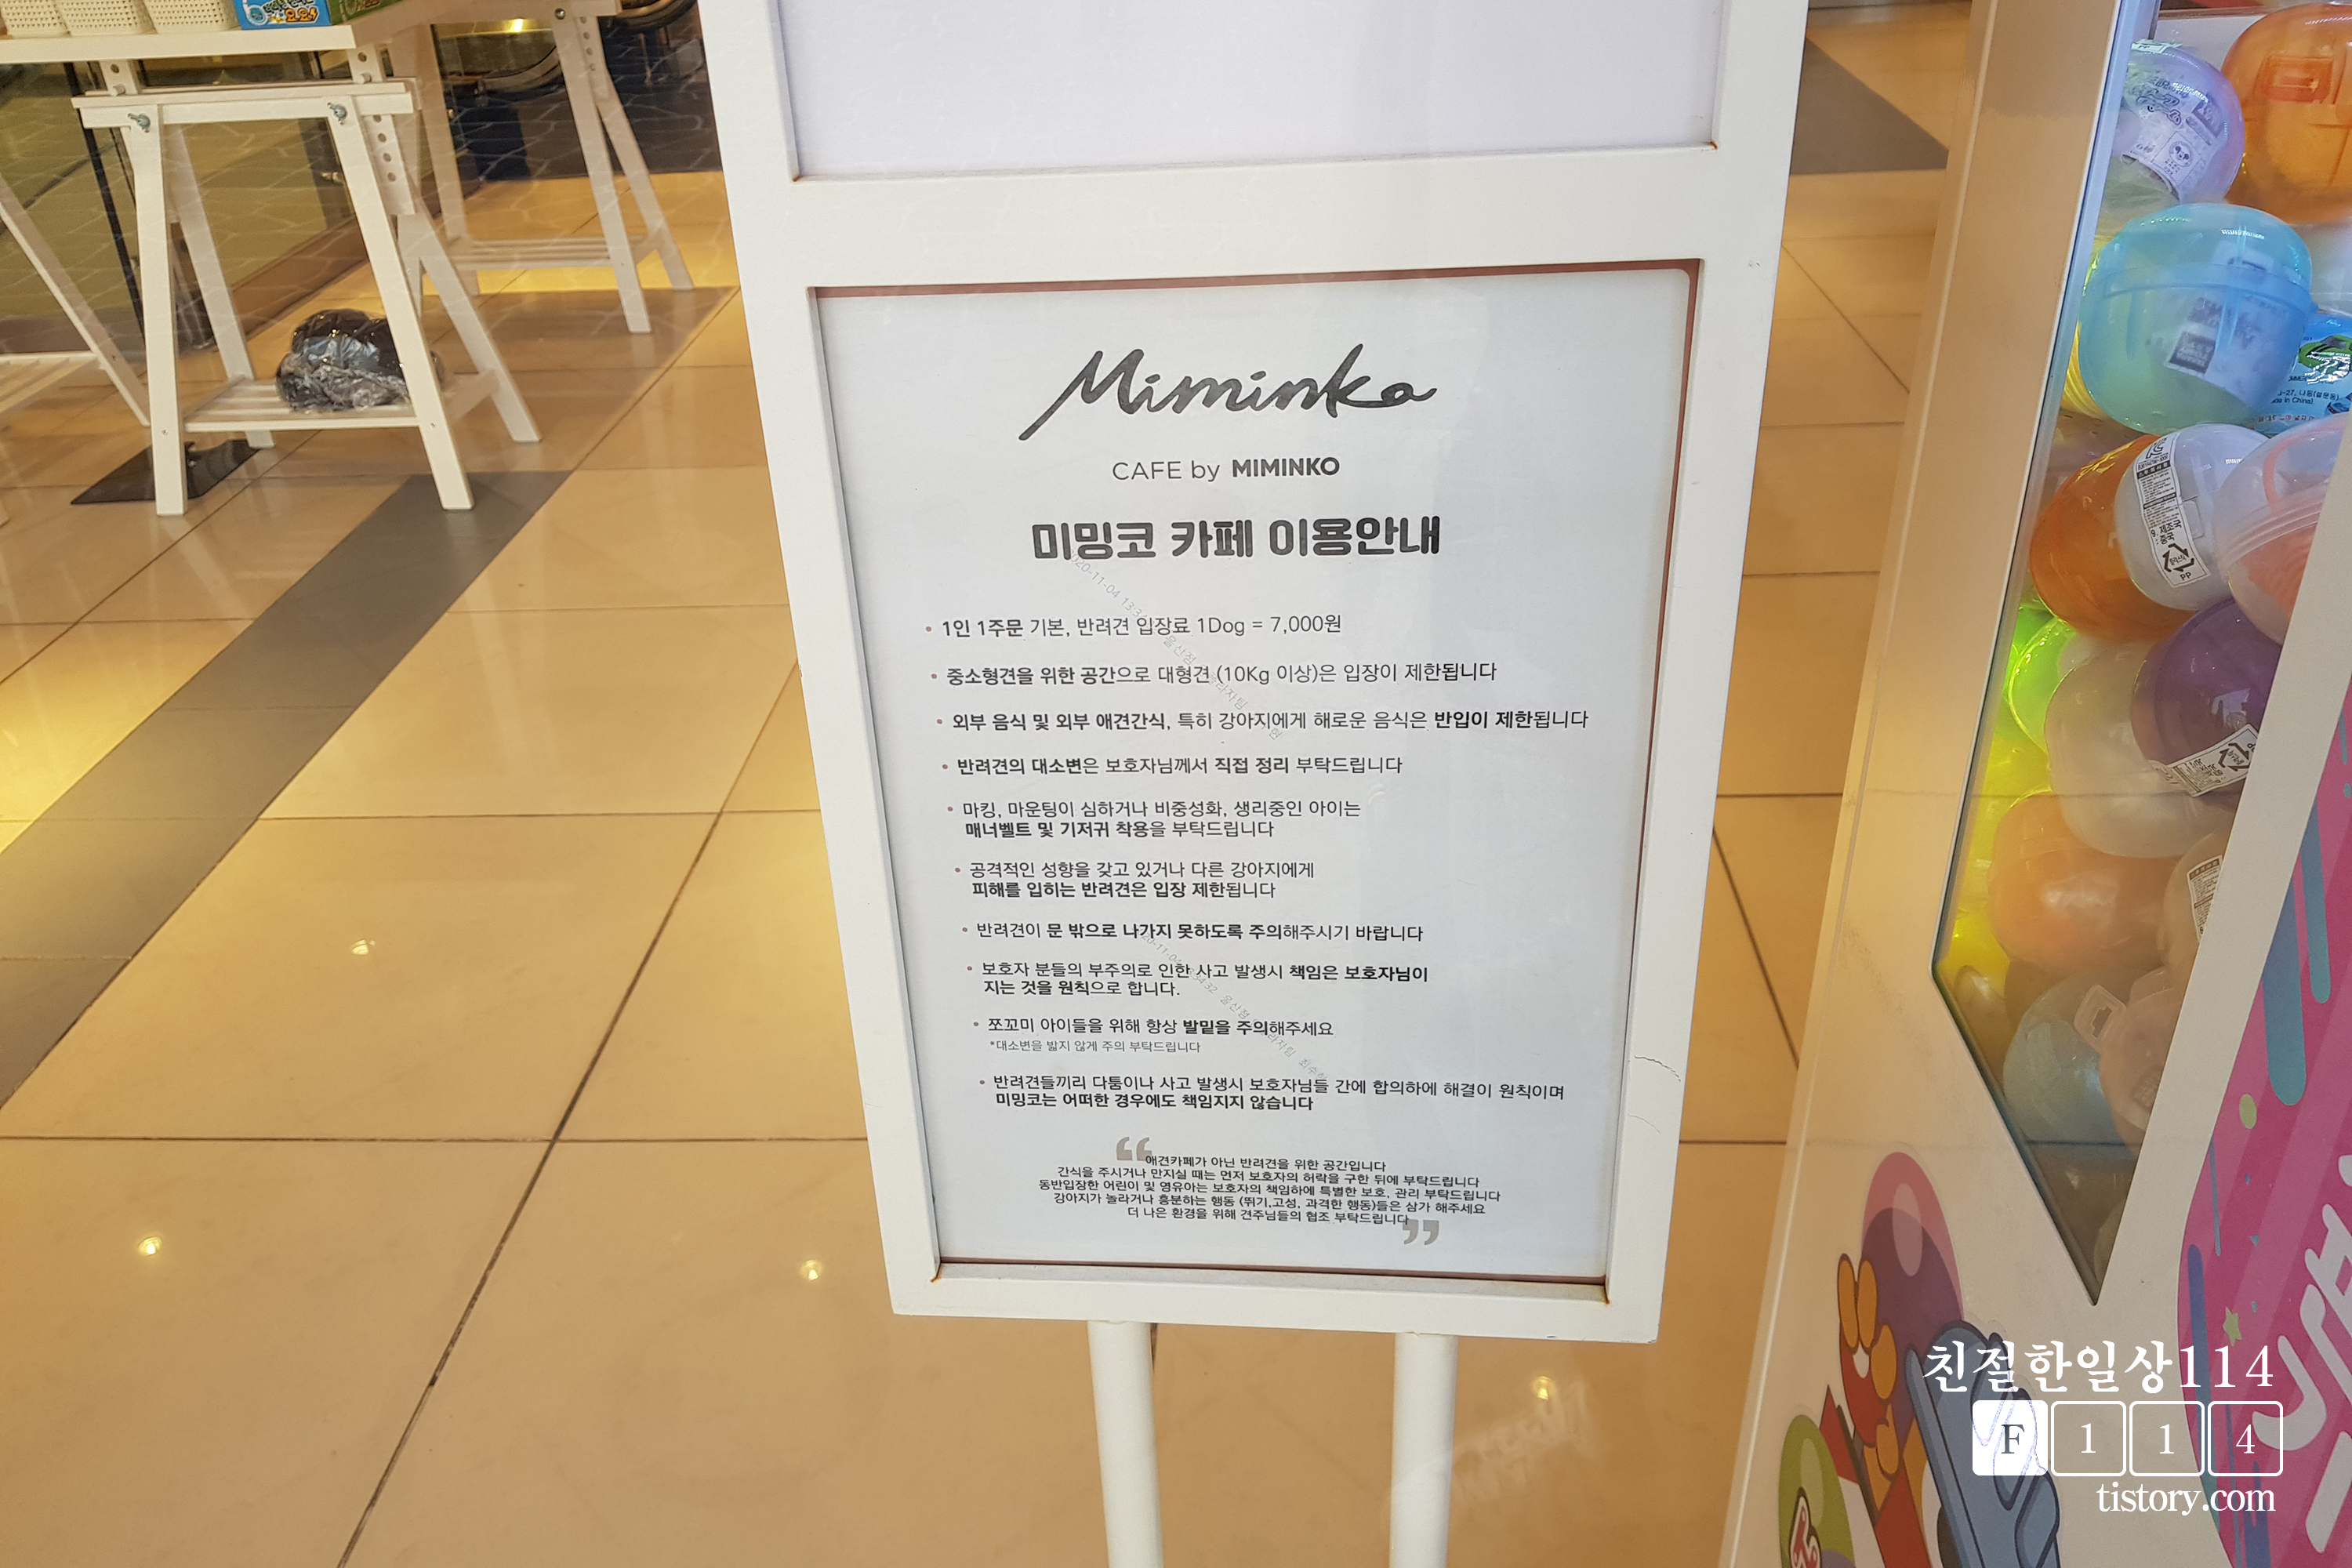 Miminko
CAFE by MIMINKO
미밍코 카페 이용안내
• 1인 1주문 기본, 반려견 입장료 1Dog = 7,000원
• 중소형견을 위한 공간으로 대형견 (10Kg 이상)은 입장이 제한됩니다
• 외부 음식 및 외부 애견간식, 특히 강아지에게 해로운 음식은 반입이 제한됩니다
• 반려견의 대소변은 보호자님께서 직접 정리 부탁드립니다
• 마킹, 마운팅이 심하거나 비중성화, 생리중인 아이는
매너벨트 및 기저귀 착용을 부탁드립니다
• 공격적인 성향을 갖고 있거나 다른 강아지에게
피해를 입히는 반려견은 입장 제한됩니다
• 반려견이 문 밖으로 나가지 못하도록 주의해주시기 바랍니다
• 보호자 분들의 부주의로 인한 사고 발생시 책임은 보호자님이
지는 것을 원칙으로 합니다.
• 쪼꼬미 아이들을 위해 항상 발밑을 주의해주세요
*대소변을 밟지 않게 주의 부탁드립니다
• 반려견들끼리 다툼이나 사고 발생시 보호자님들 간에 합의하에 해결이 원칙이며
미밍코는 어떠한 경우에도 책임지지 않습니다
“애견카페가 아닌 반려견을 위한 공간입니다
간식을 주시거나 만지실 때는 먼저 보호자의 허락을 구한 뒤에 부탁드립니다
동반입장한 어린이 및 영유아는 보호자의 책임하에 특별한 보호, 관리 부탁드립니다
강아지가 놀라거나 흥분하는 행동 (뛰기,고성, 과격한 행동)들은 삼가 해주세요
더 나은 환경을 위해 견주님들의 협조 부탁드립니다”
9. 제조국
: 중국
PP
친절한일상114
F 1 1 4
tistory.com